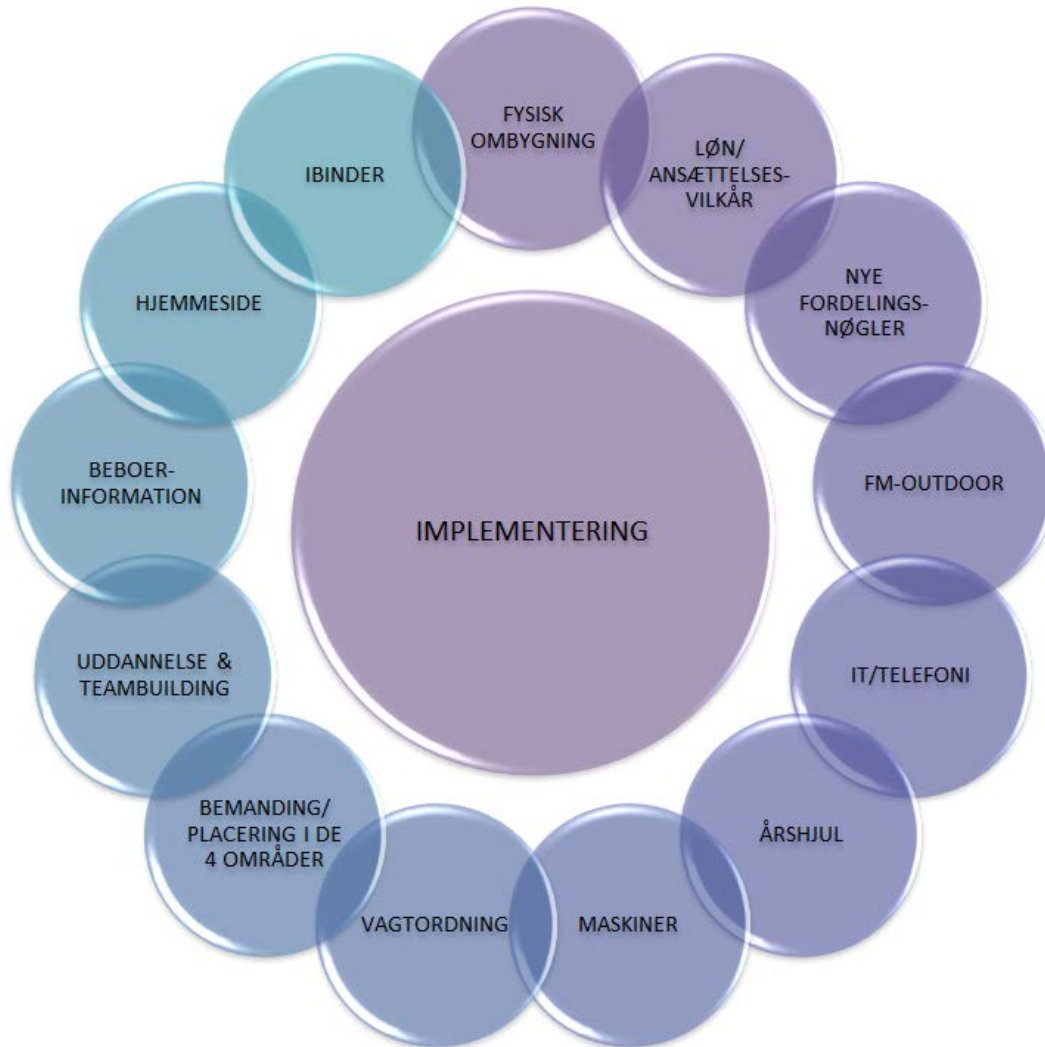 FYSISK
OMBYGNING
LØN/
ANSÆTTELSES-
VILKÅR
NYE
FORDELINGS-
NØGLER
FM-OUTDOOR
IT/TELEFONI
ÅRSHJUL
MASKINER
VAGTORDNING
BEMANDING/
PLACERING I DE
4 OMRÅDER
UDDANNELSE &
TEAMBUILDING
BEBOER-
INFORMATION
HJEMMESIDE
IBINDER
IMPLEMENTERING